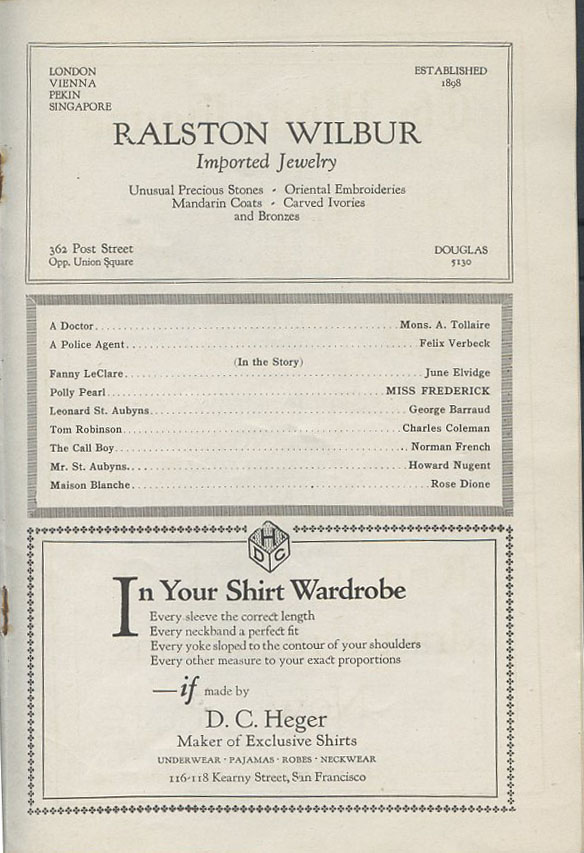 LONDON
VIENNA
PEKIN
SINGAPORE
ESTABLISHED
1898
RALSTON WILBUR
Imported Jewelry
Unusual Precious Stones - Oriental Embroideries
Mandarin Coats - Carved Ivories
and Bronzes
362 Post Street
Opp. Union Square
DOUGLAS
5130
A Doctor........................................Mons. A. Tollaire
A Police Agent........................................Felix Verbeck
(In the Story)
Fanny LeClare........................................June Elvidge
Polly Pearl........................................MISS FREDERICK
Leonard St. Aubyns........................................George Barraud
Tom Robinson........................................Charles Coleman
The Call Boy........................................Norman French
Mr. St. Aubyns........................................Howard Nugent
Maison Blanche........................................Rose Dione
H
D C
In Your Shirt Wardrobe
Every sleeve the correct length
Every neckband a perfect fit
Every yoke sloped to the contour of your shoulders
Every other measure to your exact proportions
—if made by
D. C. Heger
Maker of Exclusive Shirts
UNDERWEAR · PAJAMAS · ROBES · NECKWEAR
116-118 Kearny Street, San Francisco